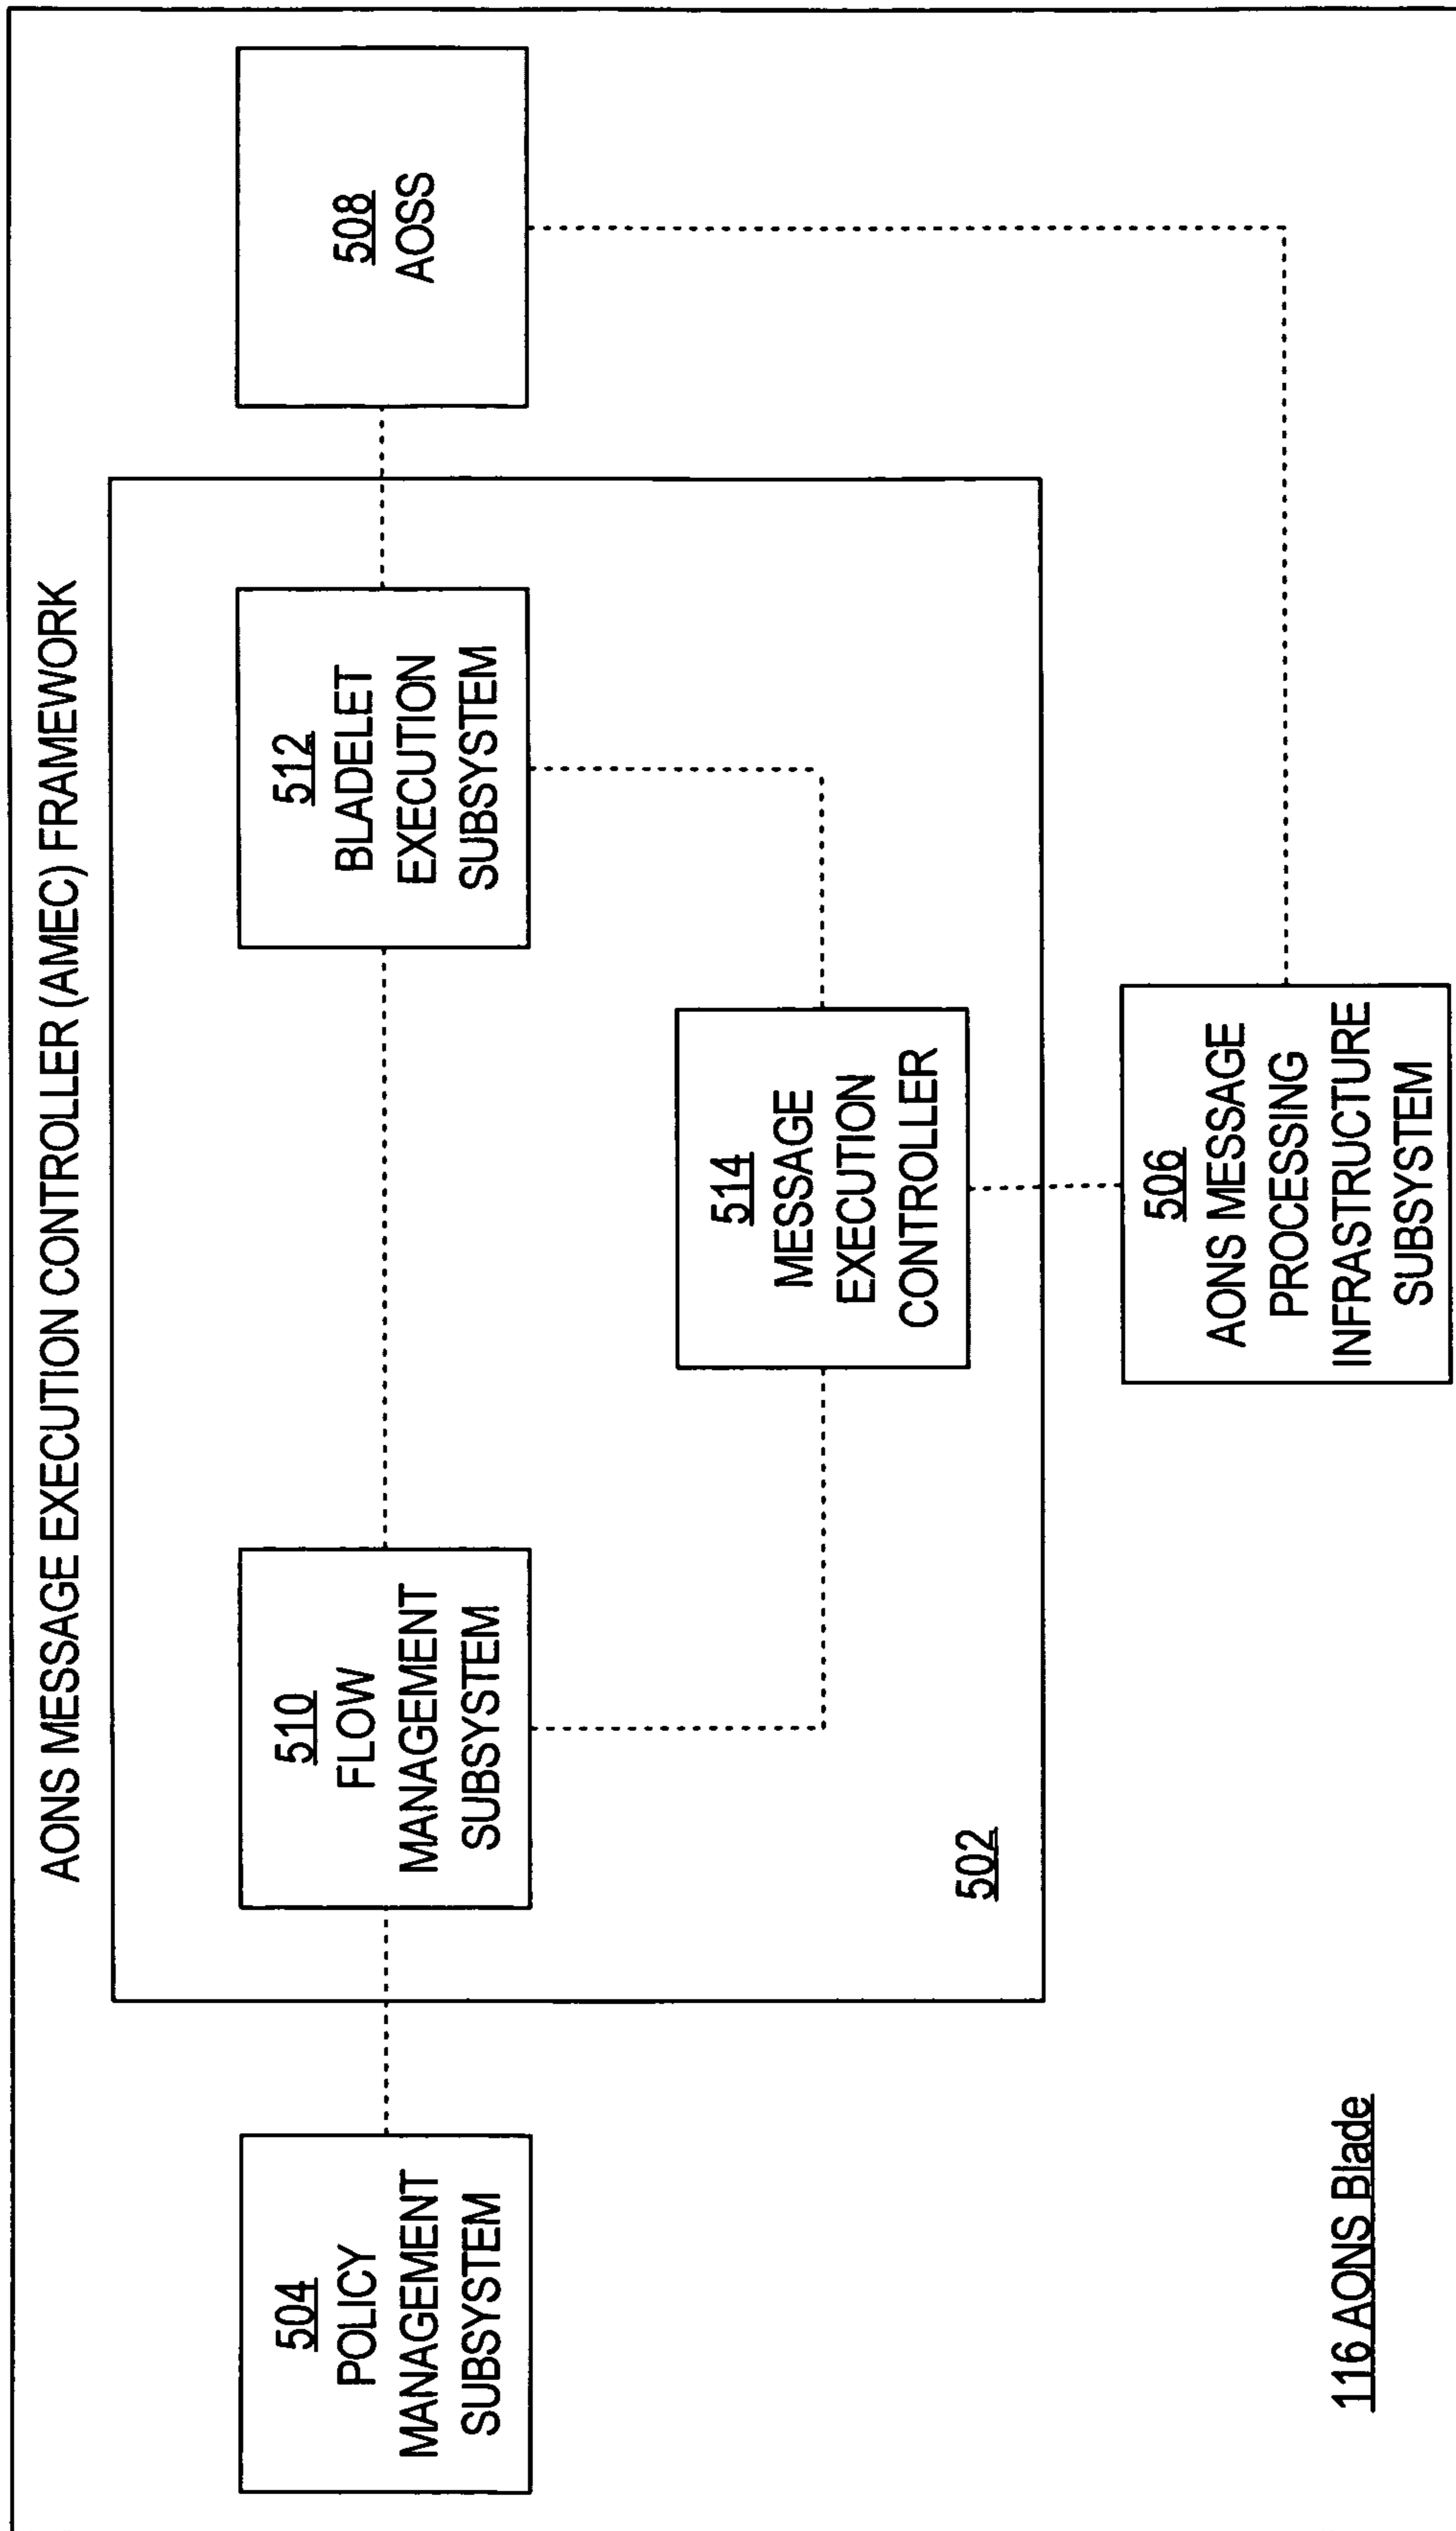 AONS MESSAGE EXECUTION CONTROLLER (AMEC) FRAMEWORK
504
POLICY
MANAGEMENT
SUBSYSTEM
510
FLOW
MANAGEMENT
SUBSYSTEM
512
BLADELET
EXECUTION
SUBSYSTEM
508
AOSS
514
MESSAGE
EXECUTION
CONTROLLER
502
506
AONS MESSAGE
PROCESSING
INFRASTRUCTURE
SUBSYSTEM
116 AONS Blade